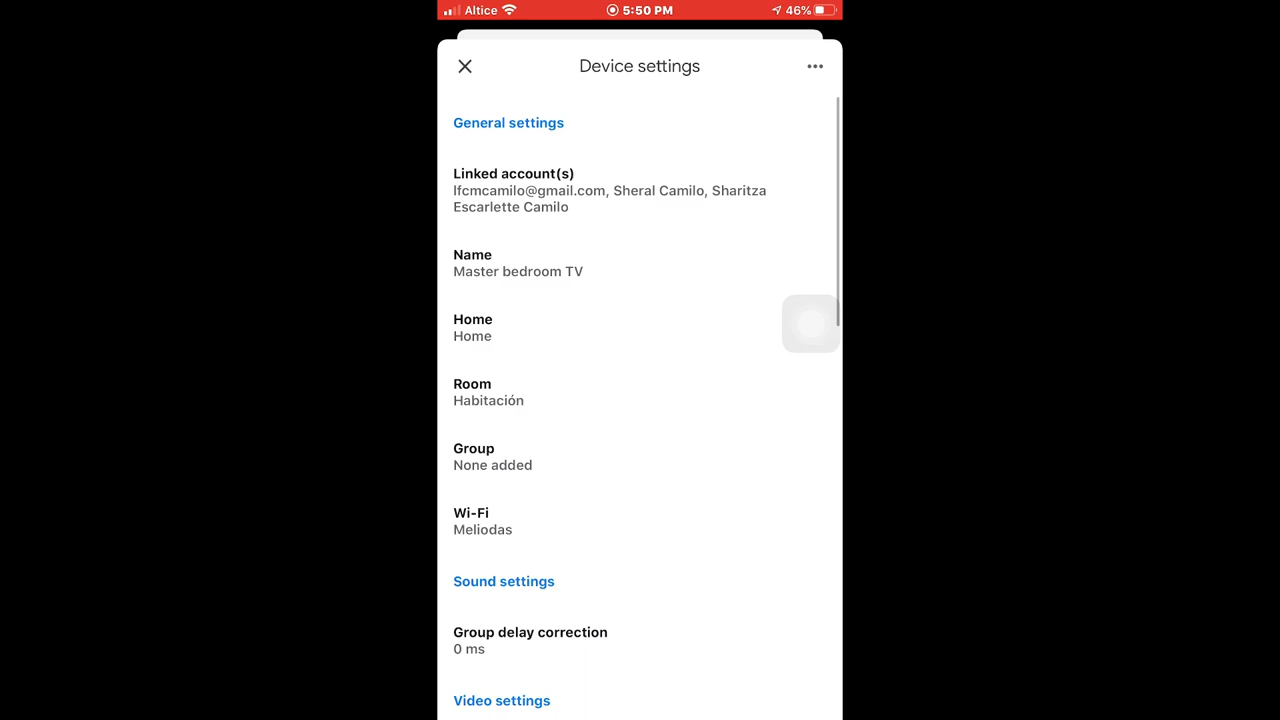 Altice 5:50 PM 46%
Device settings
General settings
Linked account(s)
lfcmcamilo@gmail.com, Sheral Camilo, Sharitza
Escarlette Camilo
Name
Master bedroom TV
Home
Home
Room
Habitación
Group
None added
Wi-Fi
Meliodas
Sound settings
Group delay correction
0 ms
Video settings